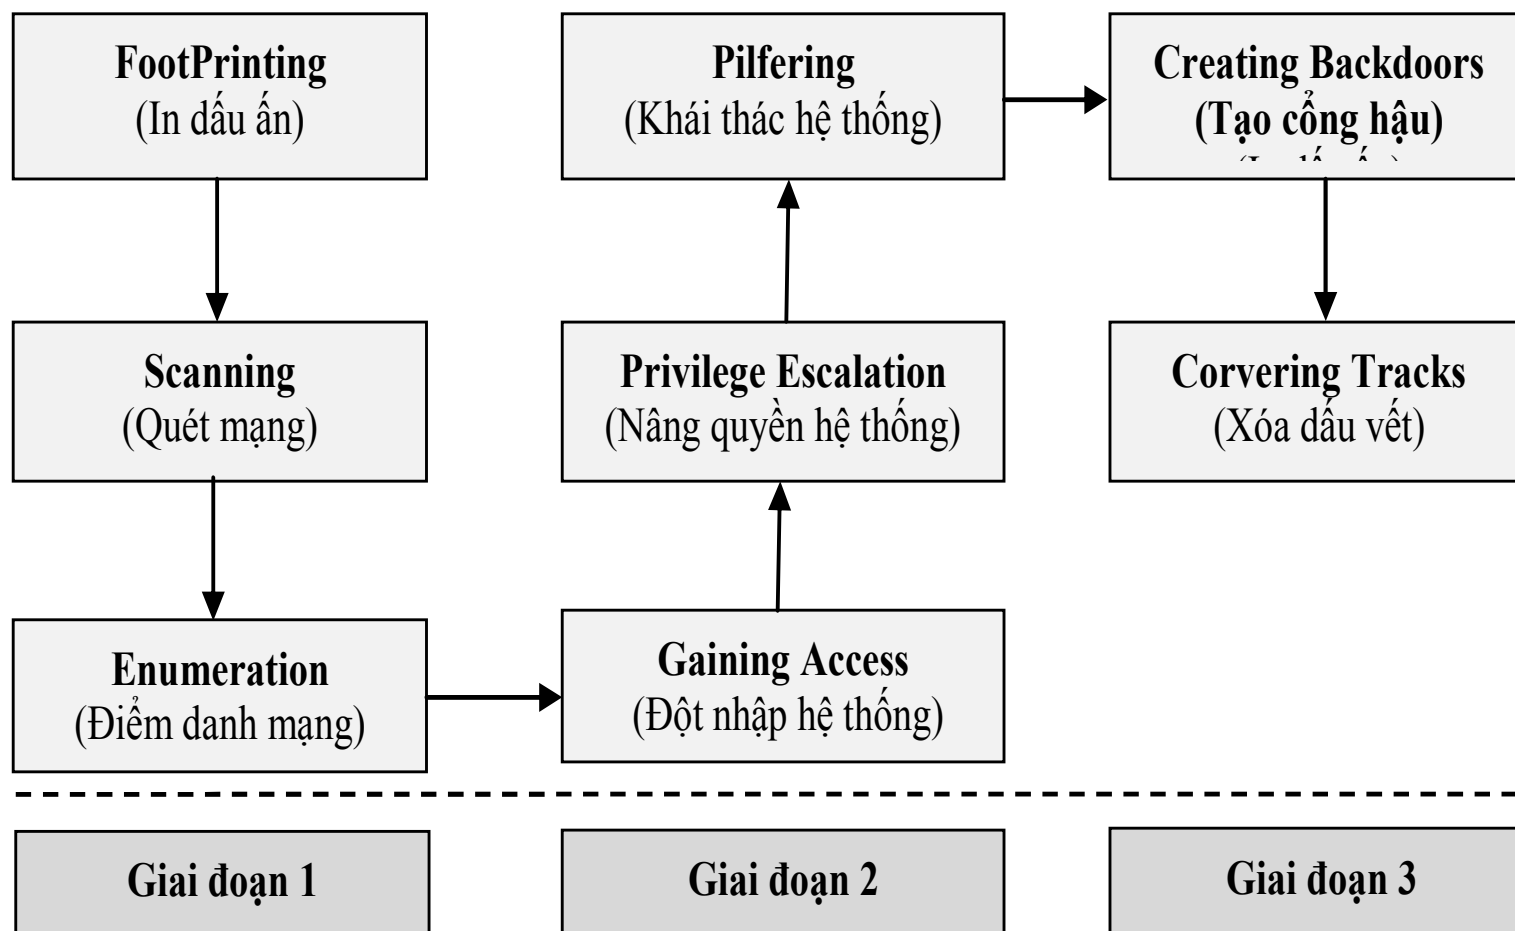 FootPrinting
(In dấu ấn)
Scanning
(Quét mạng)
Enumeration
(Điểm danh mạng)
Gaining Access
(Đột nhập hệ thống)
Privilege Escalation
(Nâng quyền hệ thống)
Pilfering
(Khái thác hệ thống)
Creating Backdoors
(Tạo cổng hậu)
Corvering Tracks
(Xóa dấu vết)
Giai đoạn 1
Giai đoạn 2
Giai đoạn 3